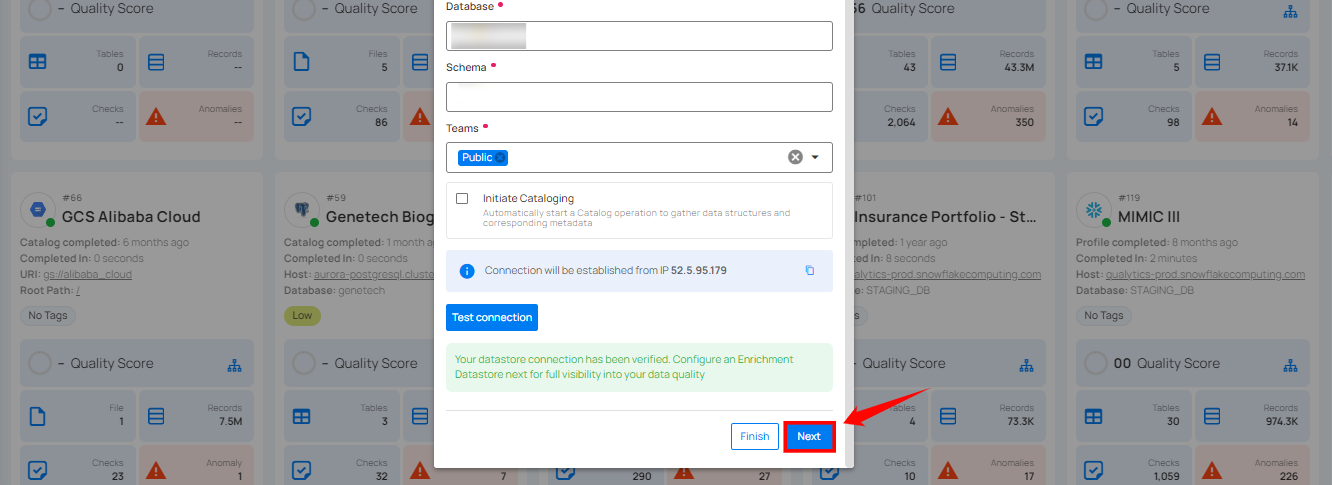 – Quality Score
Tables
0
Records
--
Checks
--
Anomalies
--
– Quality Score
Files
5
Checks
86
Database
Schema
Teams
Public
Initiate Cataloging
Automatically start a Catalog operation to gather data structures and
corresponding metadata
Connection will be established from IP 52.5.95.179
Test connection
Your datastore connection has been verified. Configure an Enrichment
Datastore next for full visibility into your data quality
Finish
Next
Quality Score
Tables
43
Records
43.3M
Checks
2,064
Anomalies
350
– Quality Score
Tables
5
Records
37.1K
Checks
98
Anomalies
14
#66
GCS Alibaba Cloud
Catalog completed: 6 months ago
Completed In: 0 seconds
URI: gs://alibaba_cloud
Root Path: /
No Tags
– Quality Score
File
1
Records
7.5M
Checks
23
Anomaly
1
#59
Genetech Biog
Catalog completed: 1 month a
Completed In: 0 seconds
Host: aurora-postgresql.cluste
Database: genetech
Low
– Quality Score
Tables
3
Checks
32
7
290
27
#101
Insurance Portfolio - St...
mpleted: 1 year ago
d In: 8 seconds
alytics-prod.snowflakecomputing.com
: STAGING_DB
– Quality Score
Tables
4
Records
73.3K
Checks
10
Anomalies
17
#119
MIMIC III
Profile completed: 8 months ago
Completed In: 2 minutes
Host: qualytics-prod.snowflakecomputing.com
Database: STAGING_DB
No Tags
00 Quality Score
Tables
30
Records
974.3K
Checks
1,059
Anomalies
226